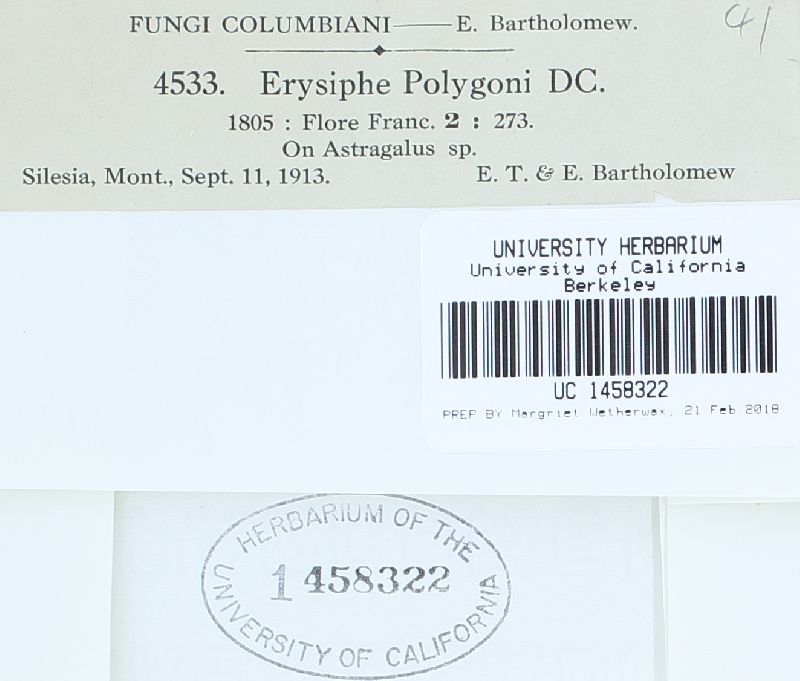 FUNGI COLUMBIANI—E. Bartholomew.
41
4533. Erysiphe Polygoni DC.
1805 : Flore Franc. 2 : 273.
On Astragalus sp.
Silesia, Mont., Sept. 11, 1913. E. T. & E. Bartholomew
UNIVERSITY HERBARIUM
University of California
Berkeley
UC 1458322
PREP BY Margriet Wetherwax, 21 Feb 2018
HERBARIUM OF THE
1458322
UNIVERSITY OF CALIFORNIA